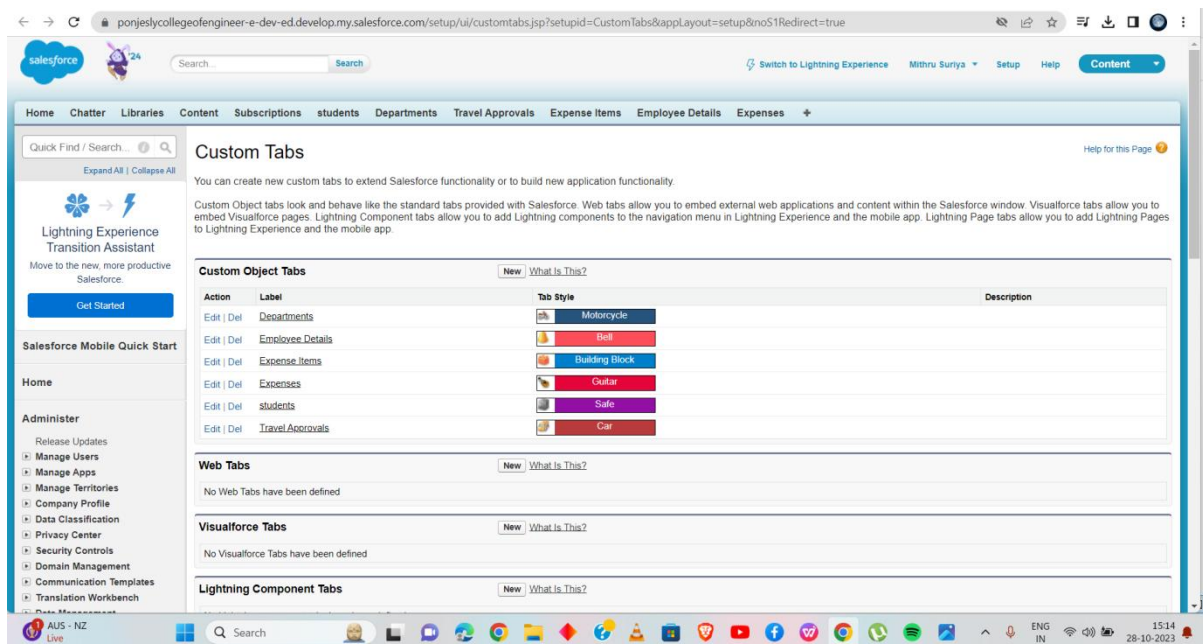 ponjeslycollegeofengineer-e-dev-ed.develop.my.salesforce.com/setup/ui/customtabs.jsp?setupid=CustomTabs&appLayout=setup&noS1Redirect=true
salesforce
'24
Search...
Search
Switch to Lightning Experience
Mithru Suriya
Setup
Help
Content
Home Chatter Libraries Content Subscriptions students Departments Travel Approvals Expense Items Employee Details Expenses +
Quick Find / Search...
Expand All | Collapse All
Lightning Experience
Transition Assistant
Move to the new, more productive
Salesforce.
Get Started
Salesforce Mobile Quick Start
Home
Administer
Release Updates
Manage Users
Manage Apps
Manage Territories
Company Profile
Data Classification
Privacy Center
Security Controls
Domain Management
Communication Templates
Translation Workbench
Custom Tabs
Help for this Page
You can create new custom tabs to extend Salesforce functionality or to build new application functionality.
Custom Object tabs look and behave like the standard tabs provided with Salesforce. Web tabs allow you to embed external web applications and content within the Salesforce window. Visualforce tabs allow you to
embed Visualforce pages. Lightning Component tabs allow you to add Lightning components to the navigation menu in Lightning Experience and the mobile app. Lightning Page tabs allow you to add Lightning Pages
to Lightning Experience and the mobile app.
Custom Object Tabs New What Is This?
Action Label Tab Style Description
Edit | Del Departments Motorcycle
Edit | Del Employee Details Bell
Edit | Del Expense Items Building Block
Edit | Del Expenses Guitar
Edit | Del students Safe
Edit | Del Travel Approvals Car
Web Tabs New What Is This?
No Web Tabs have been defined
Visualforce Tabs New What Is This?
No Visualforce Tabs have been defined
Lightning Component Tabs New What Is This?
AUS - NZ
Live
Search
ENG
IN
15:14
28-10-2023